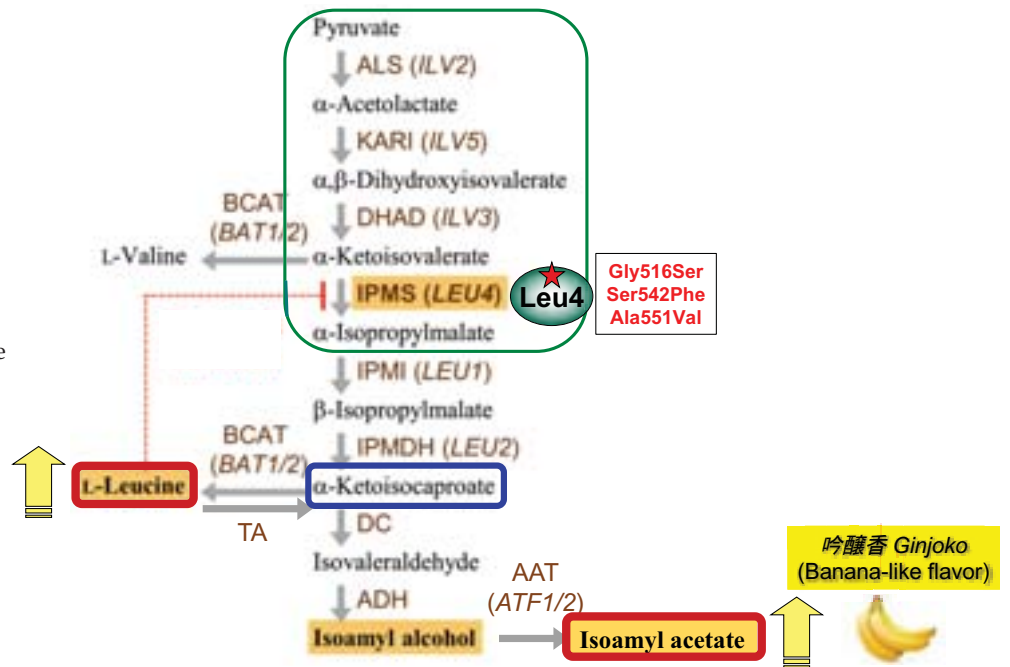 Pyruvate
ALS (ILV2)
α-Acetolactate
KARI (ILV5)
α,β-Dihydroxyisovalerate
BCAT
(BAT1/2)
DHAD (ILV3)
L-Valine
α-Ketoisovalerate
IPMS (LEU4)
Leu4
Gly516Ser
Ser542Phe
Ala551Val
α-Isopropylmalate
e
IPMI (LEU1)
β-Isopropylmalate
BCAT
(BAT1/2)
IPMDH (LEU2)
L-Leucine
α-Ketoisocaproate
TA
DC
Isovaleraldehyde
吟醸香 Ginjoko
(Banana-like flavor)
ADH
AAT
(ATF1/2)
Isoamyl alcohol
Isoamyl acetate